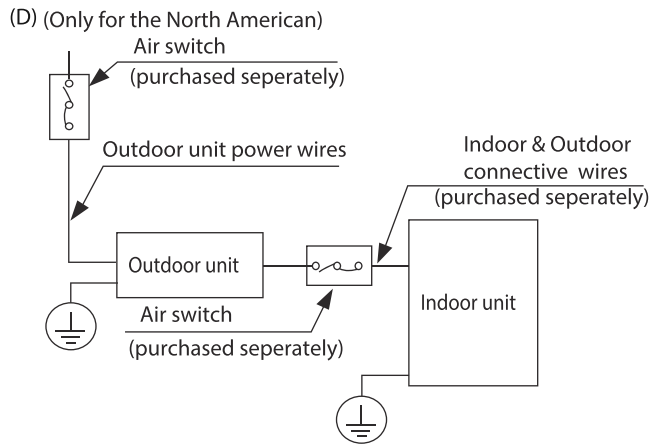 (D) (Only for the North American)
Air switch
(purchased seperately)
Outdoor unit power wires
Indoor & Outdoor
connective wires
(purchased seperately)
Outdoor unit
Indoor unit
Air switch
(purchased seperately)